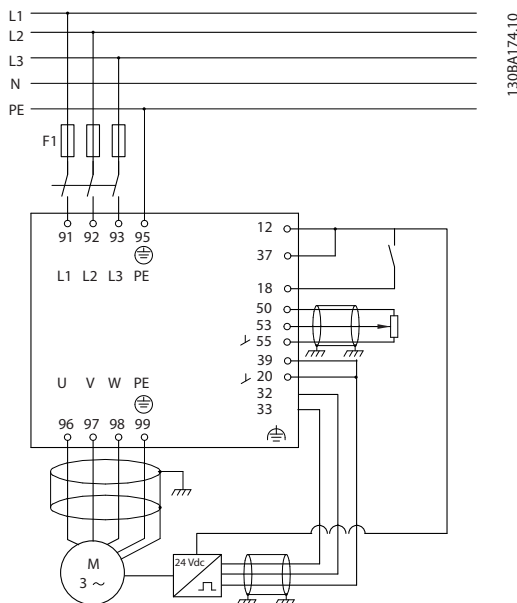 L1
L2
L3
N
PE
130BA174.10
F1
91 92 93 95
L1 L2 L3 PE
12
37
18
50
53
55
39
20
32
33
U V W PE
96 97 98 99
M
3 ~
24 Vdc